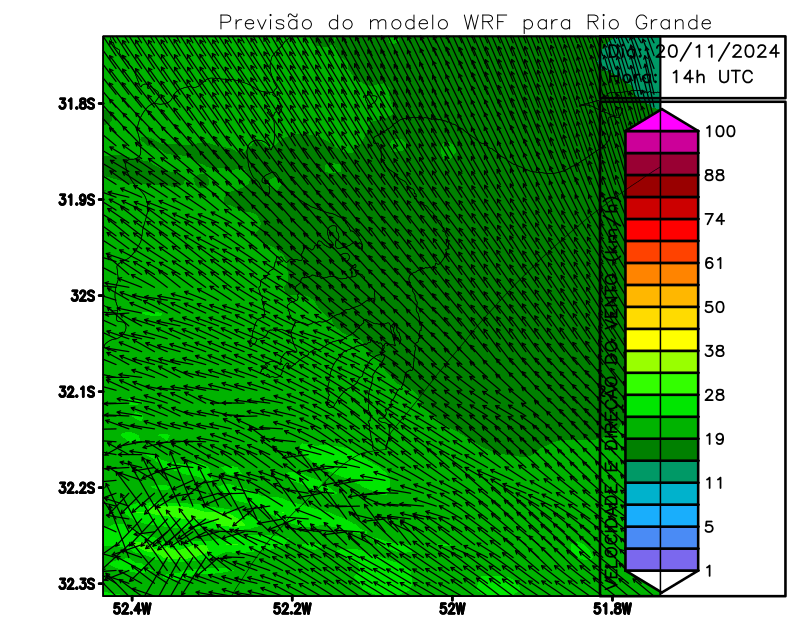 Previsão do modelo WRF para Rio Grande
Dia: 20/11/2024
Hora: 14h UTC
31.8S
31.9S
32S
32.1S
32.2S
32.3S
52.4W
52.2W
52W
51.8W
VELOCIDADE E DIREÇÃO DO VENTO (km/h)
100
88
74
61
50
38
28
19
11
5
1